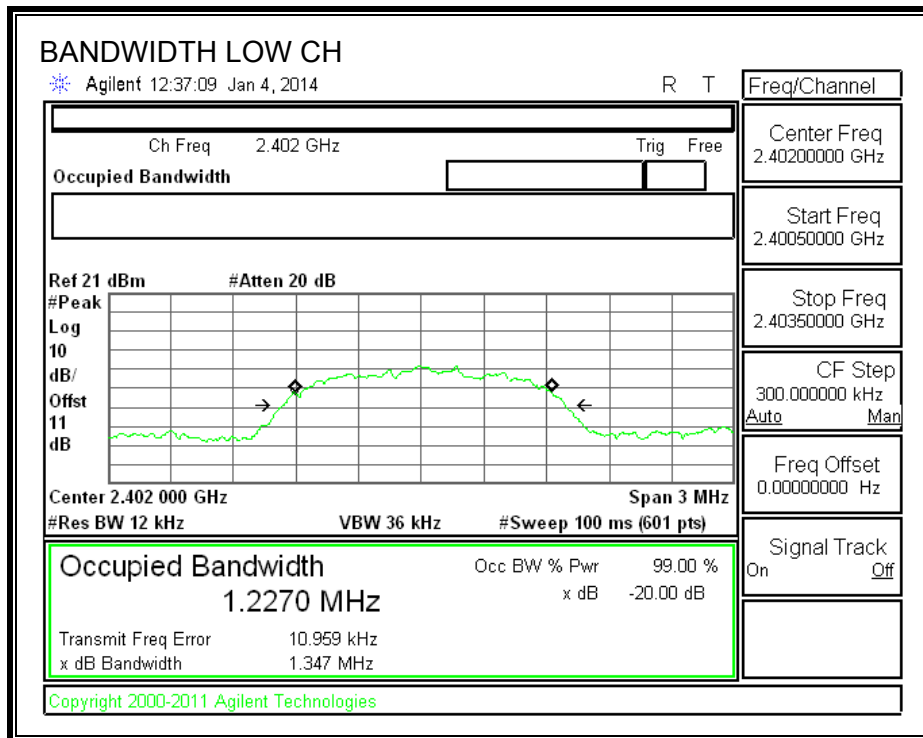 BANDWIDTH LOW CH
Agilent 12:37:09 Jan 4, 2014 R T
Ch Freq 2.402 GHz Trig Free
Occupied Bandwidth
Ref 21 dBm #Atten 20 dB
#Peak
Log
10
dB/
Offst
11
dB
Center 2.402 000 GHz Span 3 MHz
#Res BW 12 kHz VBW 36 kHz #Sweep 100 ms (601 pts)
Occupied Bandwidth Occ BW % Pwr 99.00 %
1.2270 MHz x dB -20.00 dB
Transmit Freq Error 10.959 kHz
x dB Bandwidth 1.347 MHz
Copyright 2000-2011 Agilent Technologies
Freq/Channel
Center Freq
2.40200000 GHz
Start Freq
2.40050000 GHz
Stop Freq
2.40350000 GHz
CF Step
300.000000 kHz
Auto Man
Freq Offset
0.00000000 Hz
Signal Track
On Off